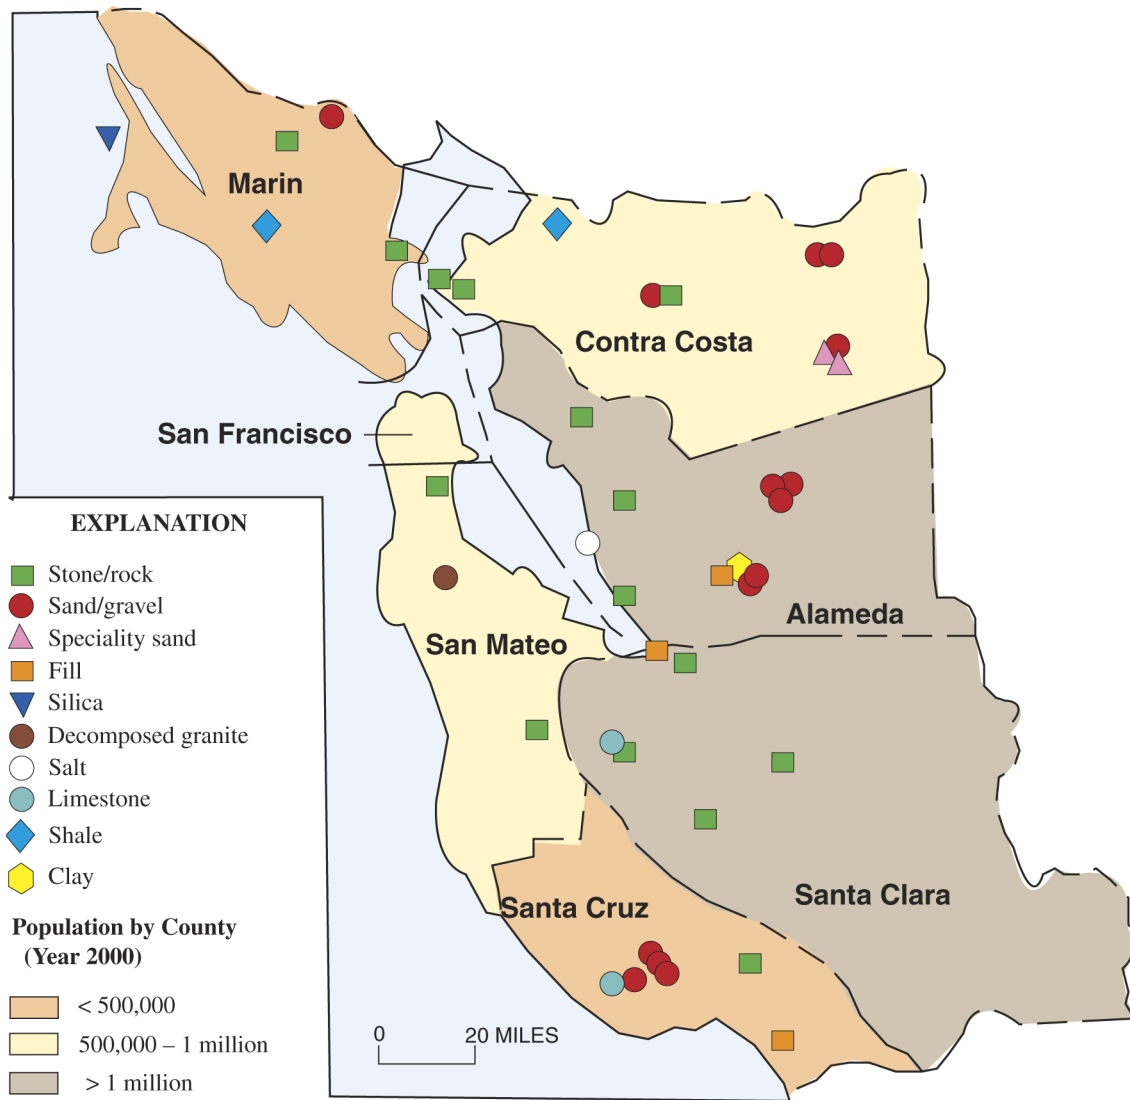 Marin
Contra Costa
San Francisco
Alameda
San Mateo
Santa Clara
Santa Cruz
EXPLANATION
Stone/rock
Sand/gravel
Speciality sand
Fill
Silica
Decomposed granite
Salt
Limestone
Shale
Clay
Population by County
(Year 2000)
< 500,000
500,000 – 1 million
> 1 million
0 20 MILES